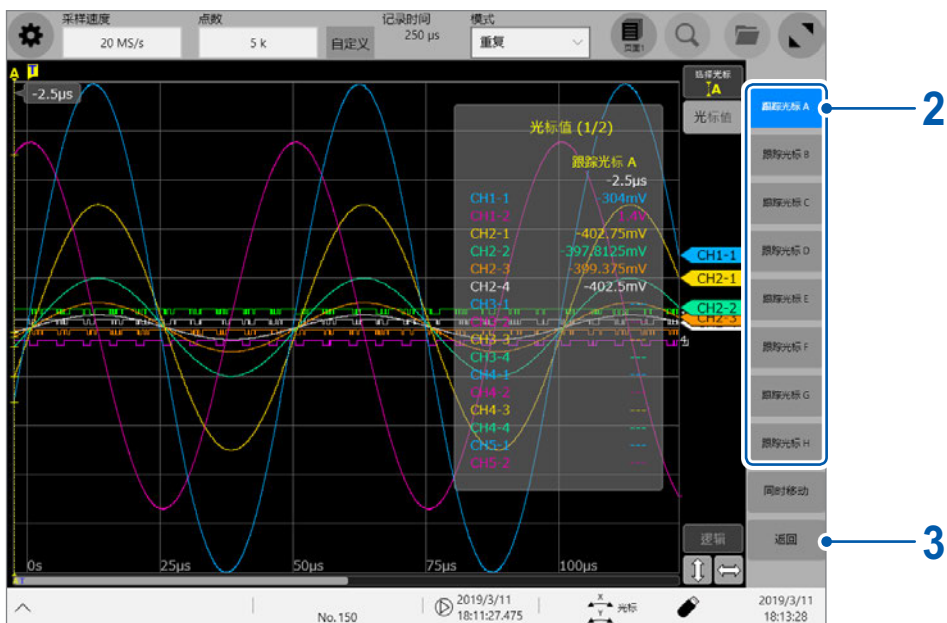 采样速度
点数
记录时间
模式
20 MS/s
5 k
自定义
250 μs
重复
页面1
A
T
-2.5μs
选择光标
A
光标值
光标值 (1/2)
跟踪光标 A
-2.5μs
CH1-1 -304mV
CH1-2 1.4V
CH2-1 -402.75mV
CH2-2 -397.8125mV
CH2-3 -399.375mV
CH2-4 -402.5mV
CH3-1 ---
CH3-3 ---
CH3-4 ---
CH4-1 ---
CH4-2
CH4-3 ---
CH4-4 ---
CH5-1 ---
CH5-2
CH1-1
CH2-1
CH2-2
4
跟踪光标 A
跟踪光标 B
跟踪光标 C
跟踪光标 D
跟踪光标 E
跟踪光标 F
跟踪光标 G
跟踪光标 H
同时移动
返回
2
3
逻辑
0s 25μs 50μs 75μs 100μs
T
No.150
2019/3/11
18:11:27.475
X
Y
光标
2019/3/11
18:13:28